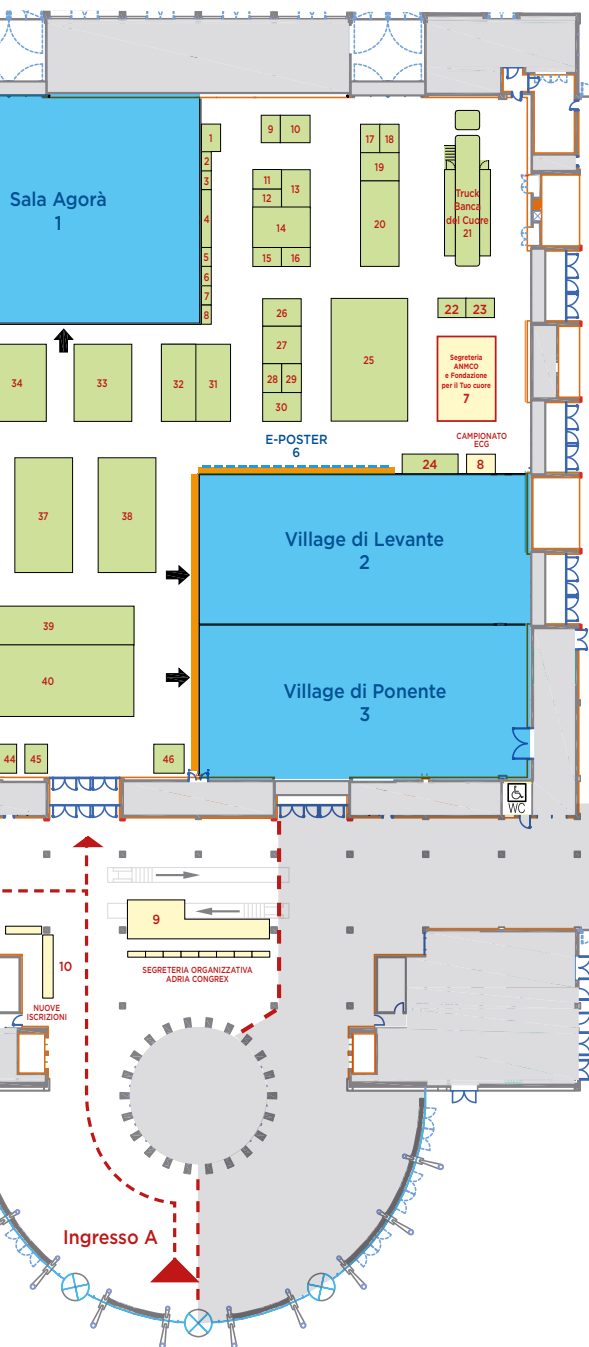 Sala Agorà
1
1
2
3
4
5
6
7
8
9 10
11
12
13
14
15 16
17 18
19
20
Truck
Banca
del Cuore
21
22 23
Segreteria
ANMCO
e Fondazione
per il Tuo cuore
7
CAMPIONATO
ECG
8
24
25
26
27
28 29
30
34
33
32 31
E-POSTER
6
37
38
Village di Levante
2
39
40
Village di Ponente
3
44 45
46
WC
9
SEGRETERIA ORGANIZZATIVA
ADRIA CONGREX
10
NUOVE
ISCRIZIONI
Ingresso A